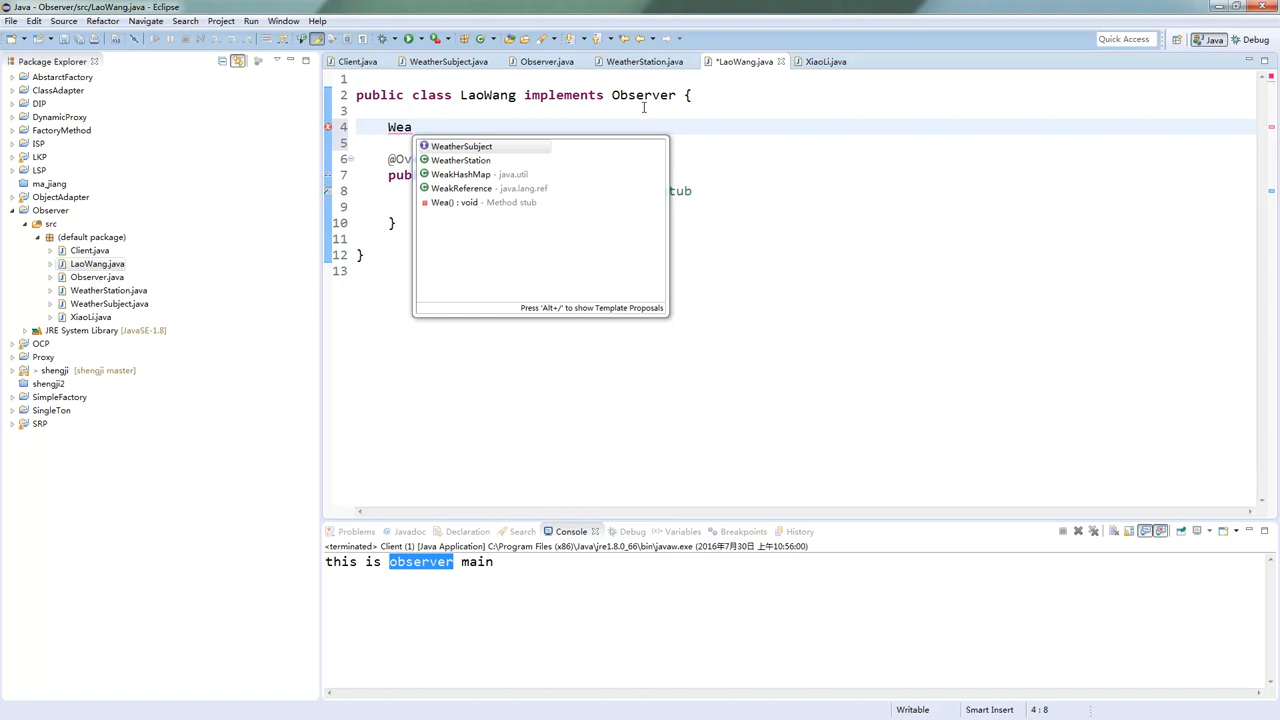 Java - Observer/src/LaoWang.java - Eclipse
File Edit Source Refactor Navigate Search Project Run Window Help
Quick Access Java Debug
Package Explorer
AbstarctFactory
ClassAdapter
DIP
DynamicProxy
FactoryMethod
ISP
LKP
LSP
ma_jiang
ObjectAdapter
Observer
src
(default package)
Client.java
LaoWang.java
Observer.java
WeatherStation.java
WeatherSubject.java
XiaoLi.java
JRE System Library [JavaSE-1.8]
OCP
Proxy
> shengji [shengji master]
shengji2
SimpleFactory
SingleTon
SRP
Client.java WeatherSubject.java Observer.java WeatherStation.java *LaoWang.java XiaoLi.java
1
2 public class LaoWang implements Observer {
3
4 Wea
5
6 @Ov
7 pub
8 tub
9
10 }
11
12 }
13
WeatherSubject
WeatherStation
WeakHashMap - java.util
WeakReference - java.lang.ref
Wea() : void - Method stub
Press 'Alt+/' to show Template Proposals
Problems Javadoc Declaration Search Console Debug Variables Breakpoints History
<terminated> Client (1) [Java Application] C:\Program Files (x86)\Java\jre1.8.0_66\bin\javaw.exe (2016年7月30日 上午10:56:00)
this is observer main
Writable Smart Insert 4 : 8